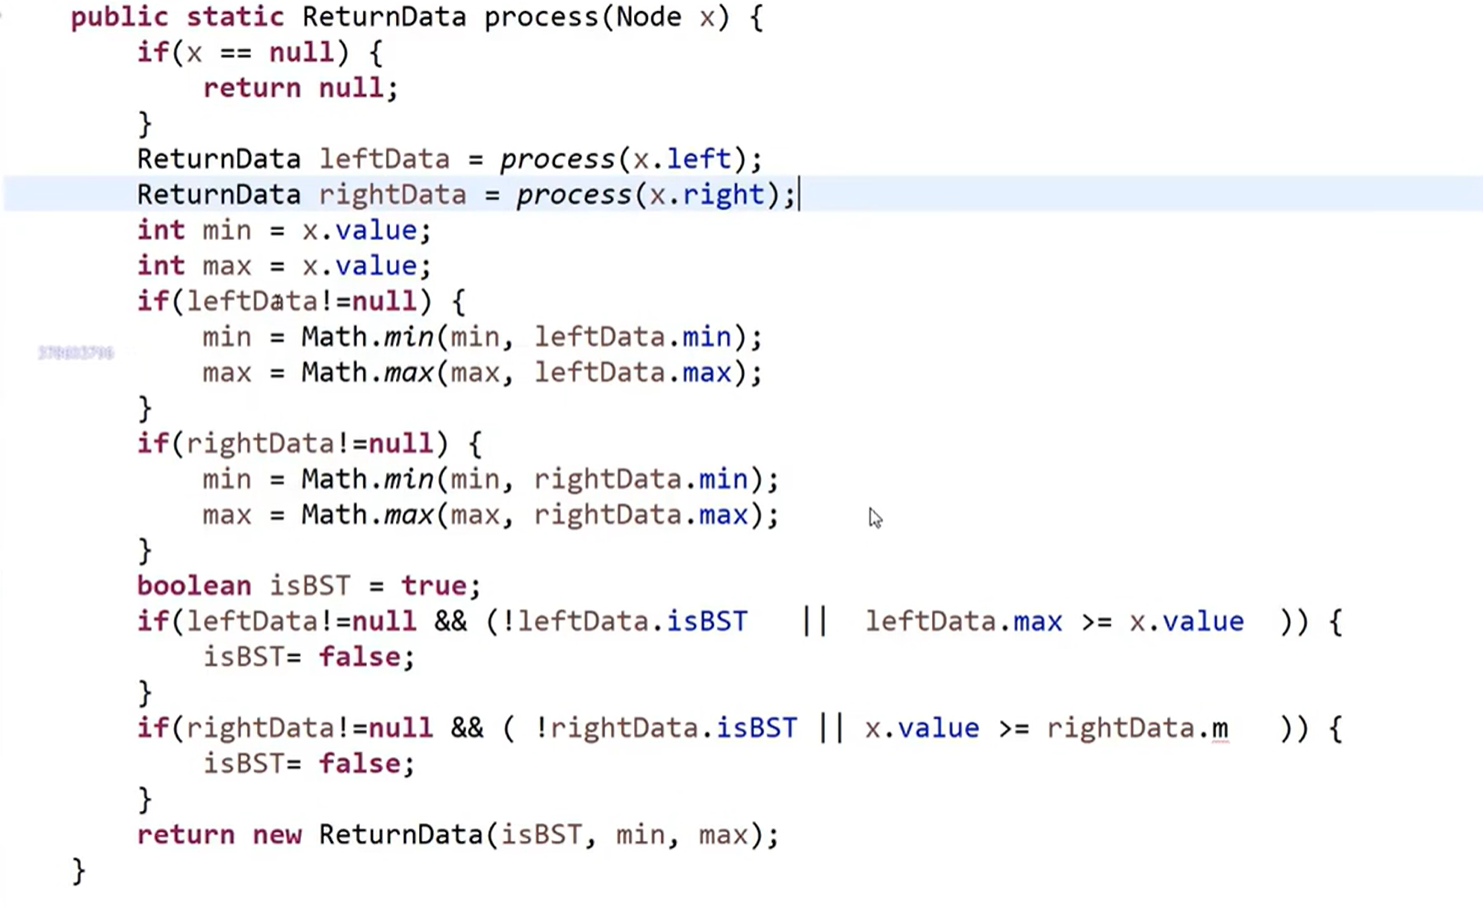 public static ReturnData process(Node x) {
if(x == null) {
return null;
}
ReturnData leftData = process(x.left);
ReturnData rightData = process(x.right);
int min = x.value;
int max = x.value;
if(leftData!=null) {
min = Math.min(min, leftData.min);
max = Math.max(max, leftData.max);
}
if(rightData!=null) {
min = Math.min(min, rightData.min);
max = Math.max(max, rightData.max);
}
boolean isBST = true;
if(leftData!=null && (!leftData.isBST || leftData.max >= x.value )) {
isBST= false;
}
if(rightData!=null && ( !rightData.isBST || x.value >= rightData.m )) {
isBST= false;
}
return new ReturnData(isBST, min, max);
}